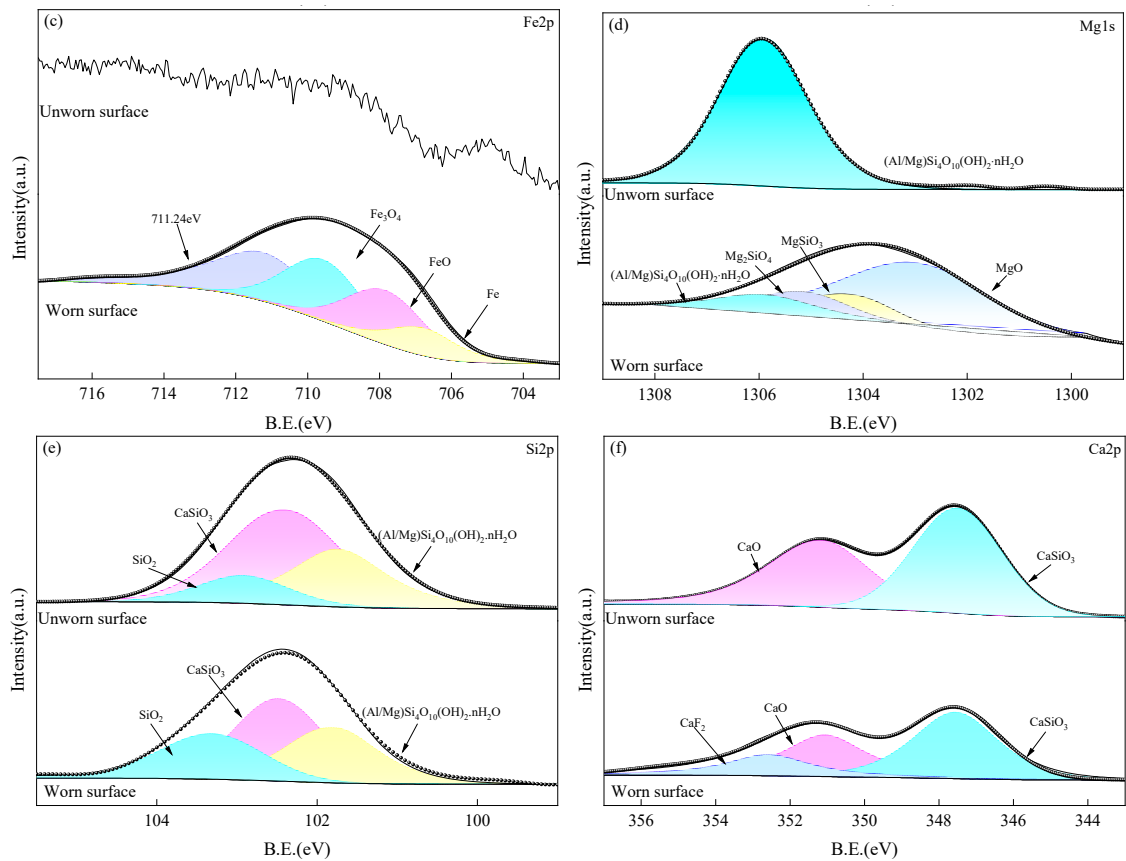 (c)
Fe2p
Unworn surface
711.24eV
Fe₃O₄
FeO
Fe
Worn surface
Intensity(a.u.)
716 714 712 710 708 706 704
B.E.(eV)
(d)
Mg1s
(Al/Mg)Si₄O₁₀(OH)₂·nH₂O
Unworn surface
MgSiO₃
Mg₂SiO₄
(Al/Mg)Si₄O₁₀(OH)₂·nH₂O
MgO
Worn surface
Intensity(a.u.)
1308 1306 1304 1302 1300
B.E.(eV)
(e)
Si2p
CaSiO₃
(Al/Mg)Si₄O₁₀(OH)₂.nH₂O
SiO₂
Unworn surface
CaSiO₃
SiO₂
(Al/Mg)Si₄O₁₀(OH)₂.nH₂O
Worn surface
Intensity(a.u.)
104 102 100
B.E.(eV)
(f)
Ca2p
CaO
CaSiO₃
Unworn surface
CaO
CaF₂
CaSiO₃
Worn surface
Intensity(a.u.)
356 354 352 350 348 346 344
B.E.(eV)